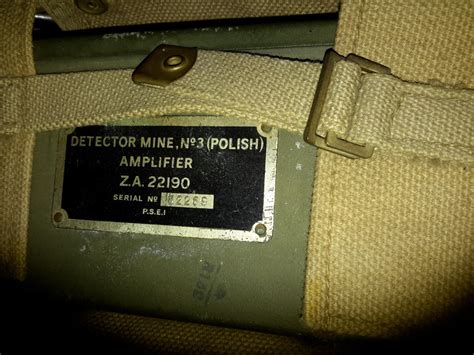 DETECTOR MINE, Nº3 (POLISH)
AMPLIFIER
Z.A. 22190
SERIAL Nº
P.S.E.I